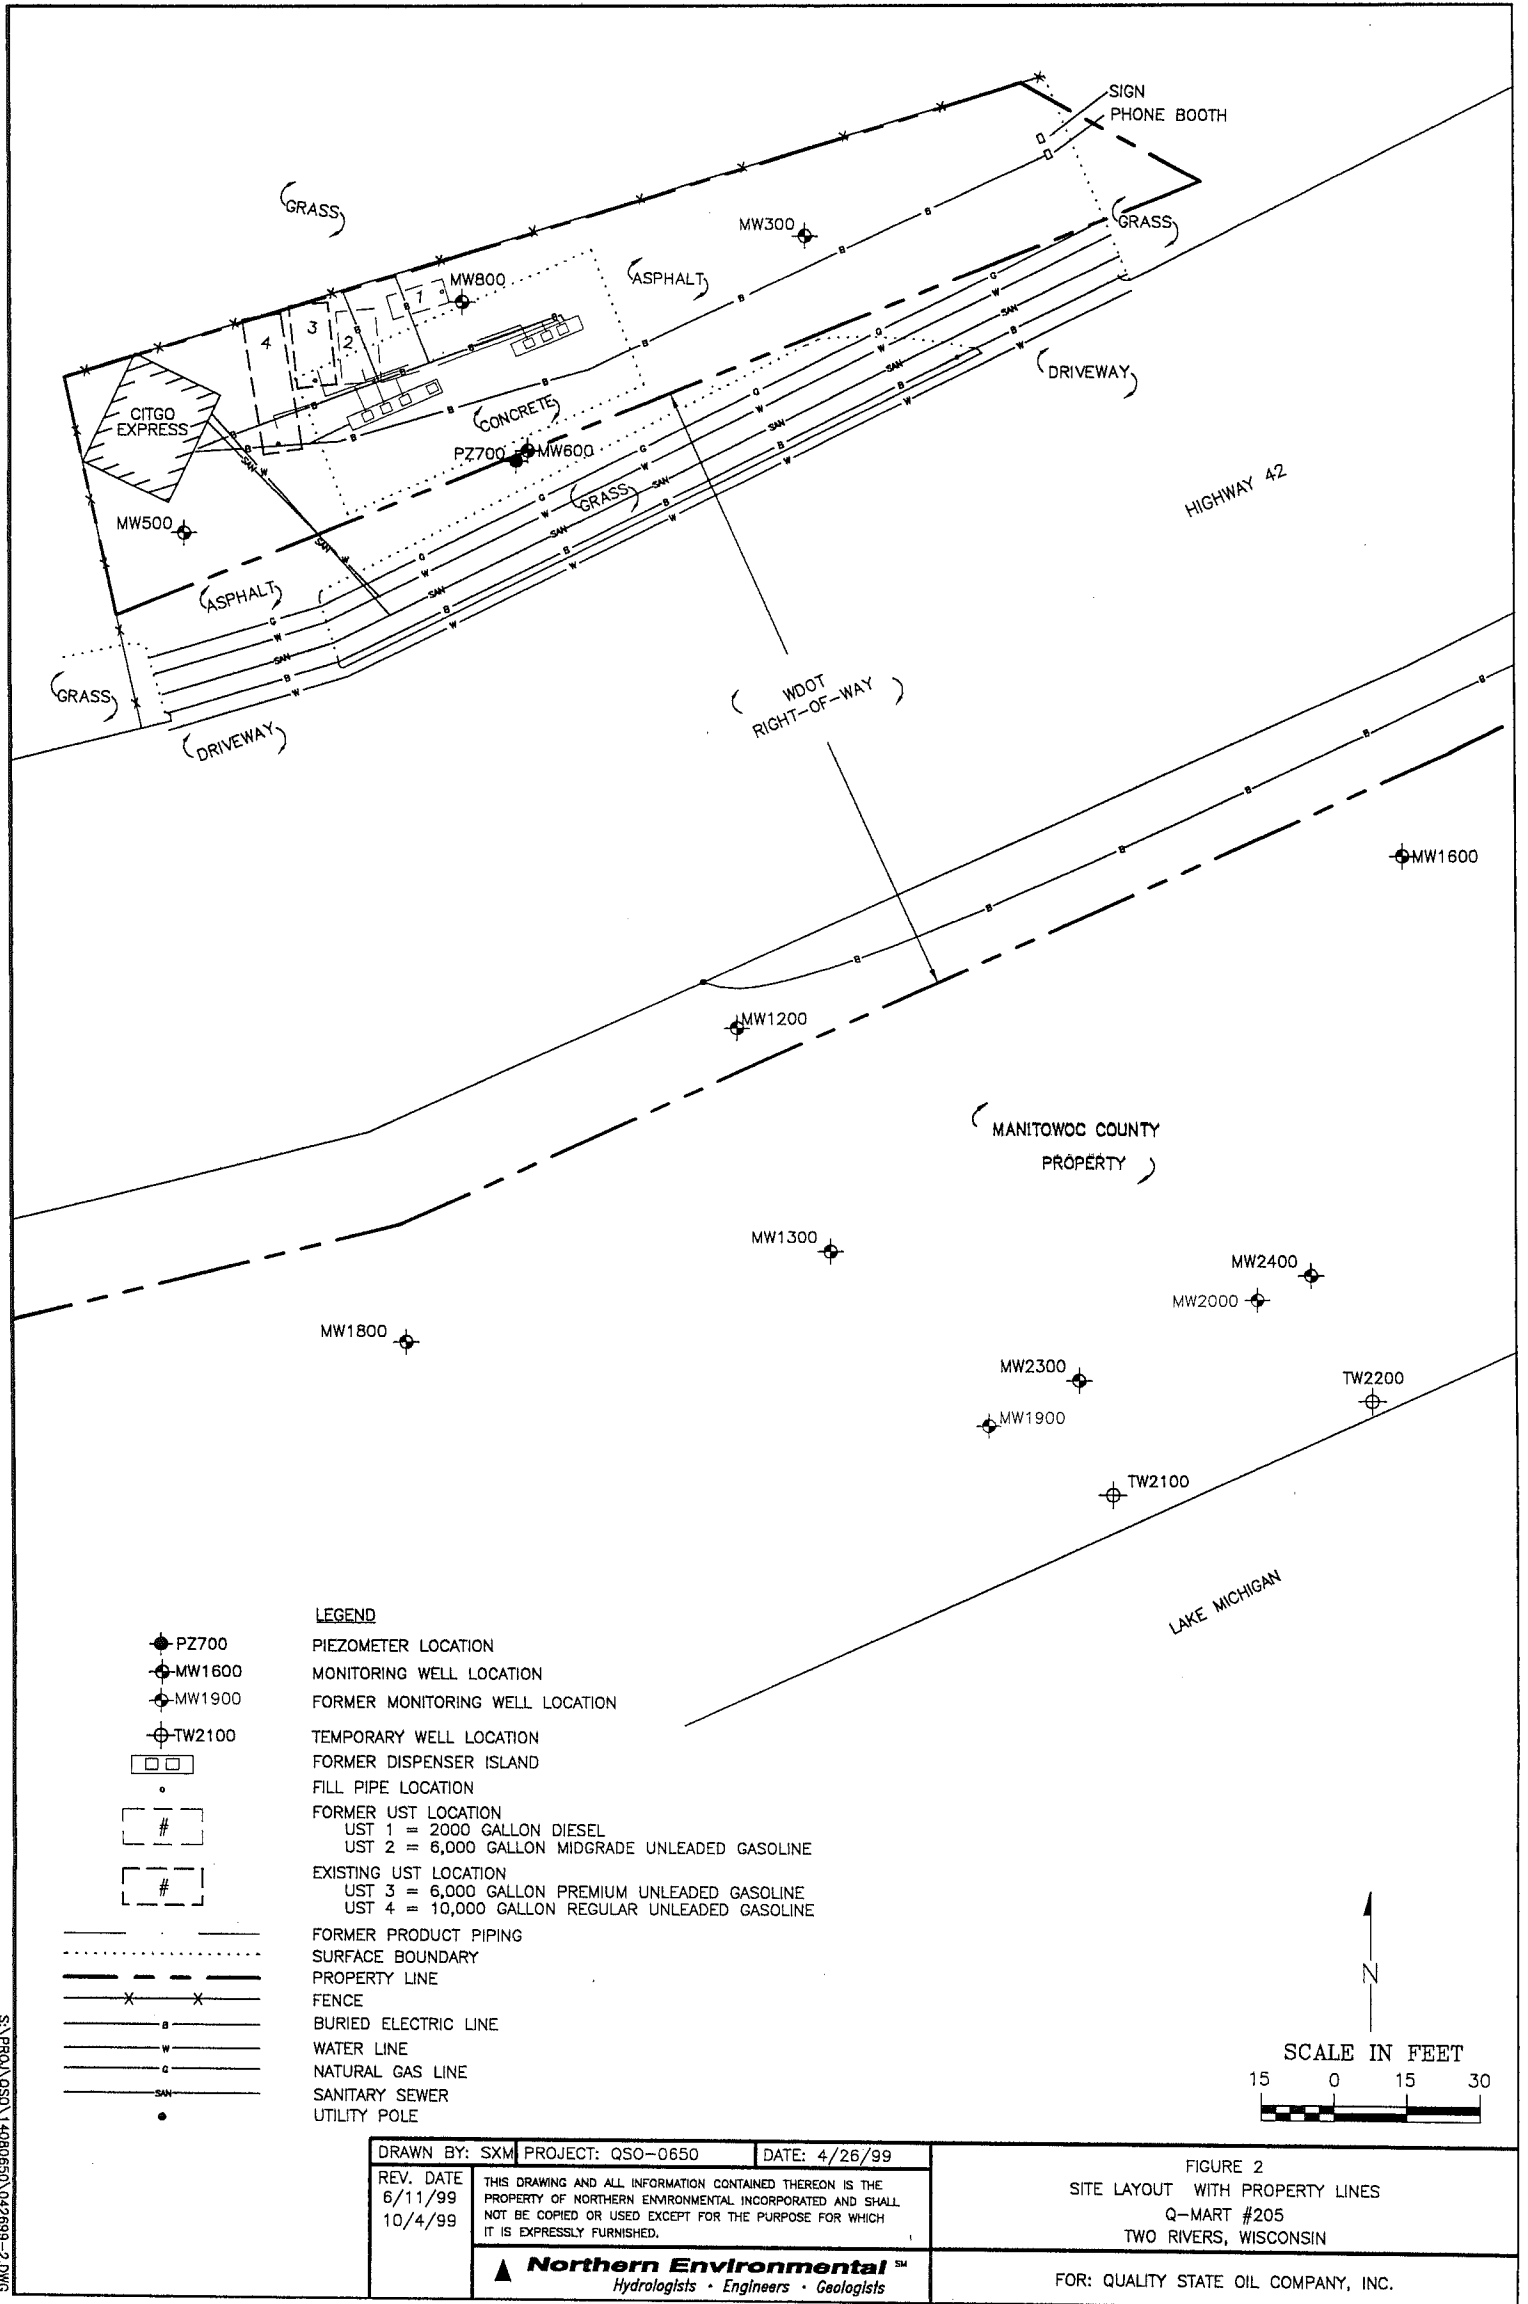 SIGN
PHONE BOOTH
GRASS
MW300
GRASS
ASPHALT
MW800
1
3
2
4
DRIVEWAY
CITGO
EXPRESS
CONCRETE
PZ700
MW600
GRASS
HIGHWAY 42
MW500
ASPHALT
GRASS
DRIVEWAY
WDOT
RIGHT-OF-WAY
MW1600
MW1200
MANITOWOC COUNTY
PROPERTY
MW1300
MW2400
MW2000
MW1800
MW2300
TW2200
MW1900
TW2100
LAKE MICHIGAN
LEGEND
PZ700 PIEZOMETER LOCATION
MW1600 MONITORING WELL LOCATION
MW1900 FORMER MONITORING WELL LOCATION
TW2100 TEMPORARY WELL LOCATION
FORMER DISPENSER ISLAND
FILL PIPE LOCATION
FORMER UST LOCATION
# UST 1 = 2000 GALLON DIESEL
UST 2 = 6,000 GALLON MIDGRADE UNLEADED GASOLINE
EXISTING UST LOCATION
# UST 3 = 6,000 GALLON PREMIUM UNLEADED GASOLINE
UST 4 = 10,000 GALLON REGULAR UNLEADED GASOLINE
FORMER PRODUCT PIPING
SURFACE BOUNDARY
PROPERTY LINE
X X FENCE
B BURIED ELECTRIC LINE
W WATER LINE
G NATURAL GAS LINE
SAN SANITARY SEWER
UTILITY POLE
N
SCALE IN FEET
15 0 15 30
DRAWN BY: SXM PROJECT: QSO-0650 DATE: 4/26/99
REV. DATE
6/11/99
10/4/99
THIS DRAWING AND ALL INFORMATION CONTAINED THEREON IS THE
PROPERTY OF NORTHERN ENVIRONMENTAL INCORPORATED AND SHALL
NOT BE COPIED OR USED EXCEPT FOR THE PURPOSE FOR WHICH
IT IS EXPRESSLY FURNISHED.
Northern Environmental SM
Hydrologists · Engineers · Geologists
FIGURE 2
SITE LAYOUT WITH PROPERTY LINES
Q-MART #205
TWO RIVERS, WISCONSIN
FOR: QUALITY STATE OIL COMPANY, INC.